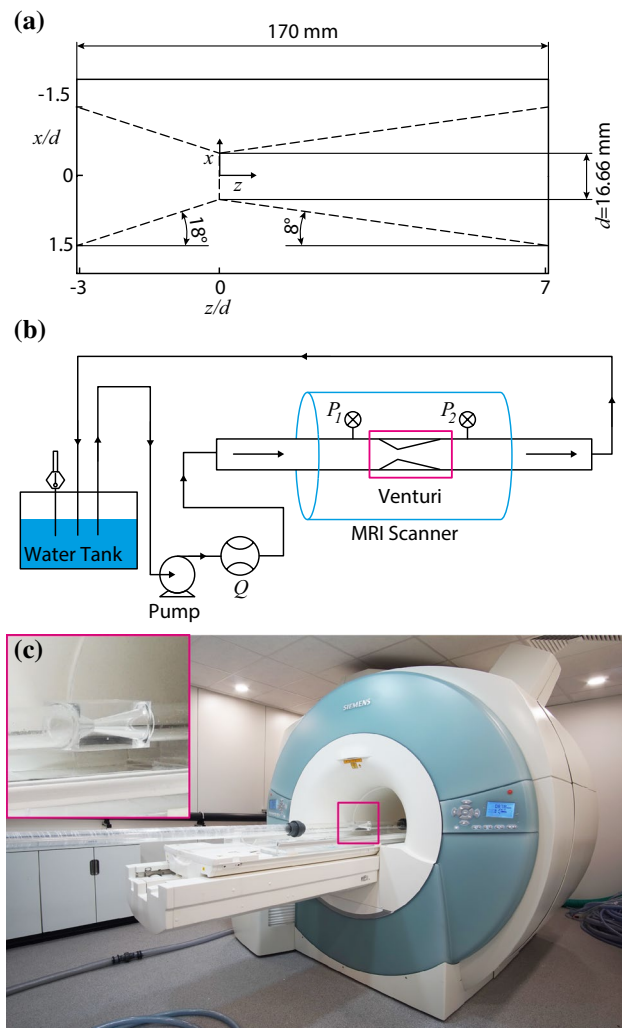 (a)
170 mm
-1.5
x/d
x
0
z
d=16.66 mm
18°
8°
1.5
-3
0
7
z/d
(b)
P1
P2
Venturi
MRI Scanner
Water Tank
Pump
Q
(c)
SIEMENS